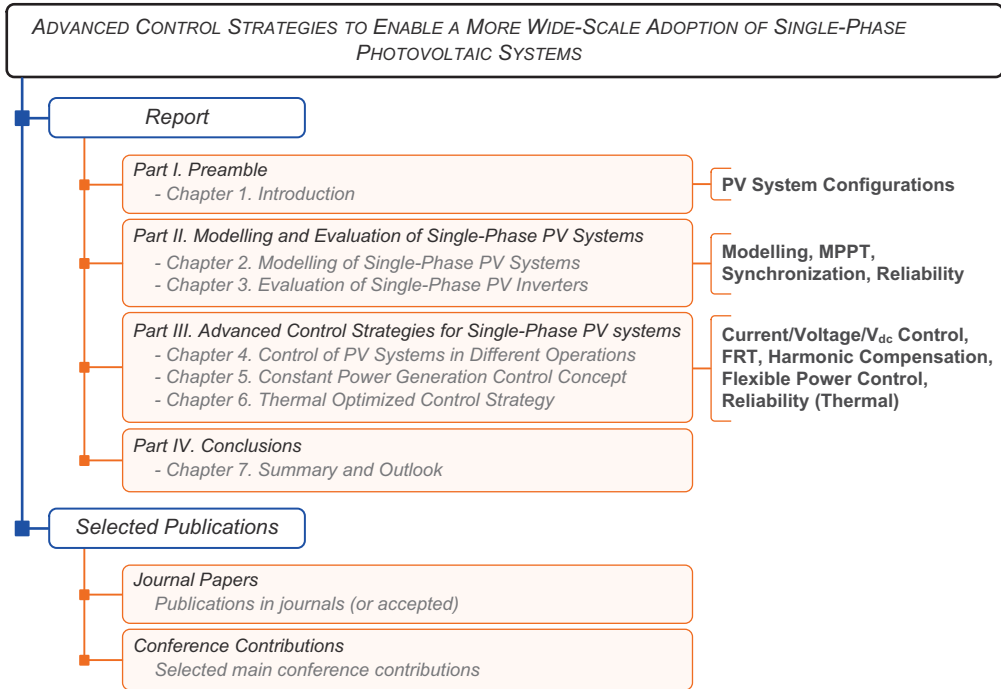 ADVANCED CONTROL STRATEGIES TO ENABLE A MORE WIDE-SCALE ADOPTION OF SINGLE-PHASE
PHOTOVOLTAIC SYSTEMS
Report
Part I. Preamble
- Chapter 1. Introduction
PV System Configurations
Part II. Modelling and Evaluation of Single-Phase PV Systems
- Chapter 2. Modelling of Single-Phase PV Systems
- Chapter 3. Evaluation of Single-Phase PV Inverters
Modelling, MPPT,
Synchronization, Reliability
Part III. Advanced Control Strategies for Single-Phase PV systems
- Chapter 4. Control of PV Systems in Different Operations
- Chapter 5. Constant Power Generation Control Concept
- Chapter 6. Thermal Optimized Control Strategy
Current/Voltage/Vdc Control,
FRT, Harmonic Compensation,
Flexible Power Control,
Reliability (Thermal)
Part IV. Conclusions
- Chapter 7. Summary and Outlook
Selected Publications
Journal Papers
Publications in journals (or accepted)
Conference Contributions
Selected main conference contributions